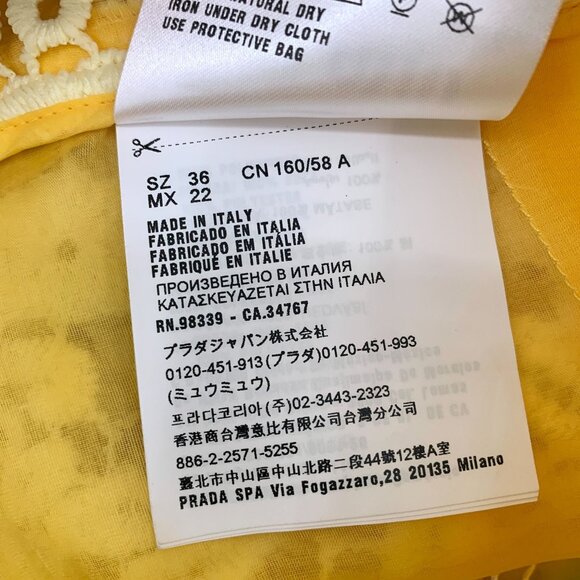 NATURAL DRY
IRON UNDER DRY CLOTH
USE PROTECTIVE BAG
SZ 36 CN 160/58 A
MX 22
MADE IN ITALY
FABRICADO EN ITALIA
FABRICADO EM ITÁLIA
FABRIQUÉ EN ITALIE
ПРОИЗВЕДЕНО В ИТАЛИЯ
ΚΑΤΑΣΚΕΥΑΖΕΤΑΙ ΣΤΗΝ ΙΤΑΛΙΑ
RN.98339 - CA.34767
プラダジャパン株式会社
0120-451-913(プラダ)0120-451-993
(ミュウミュウ)
프라다코리아(주)02-3443-2323
香港商台灣意比有限公司台灣分公司
886-2-2571-5255
臺北市中山區中山北路二段44號12樓A室
PRADA SPA Via Fogazzaro,28 20135 Milano